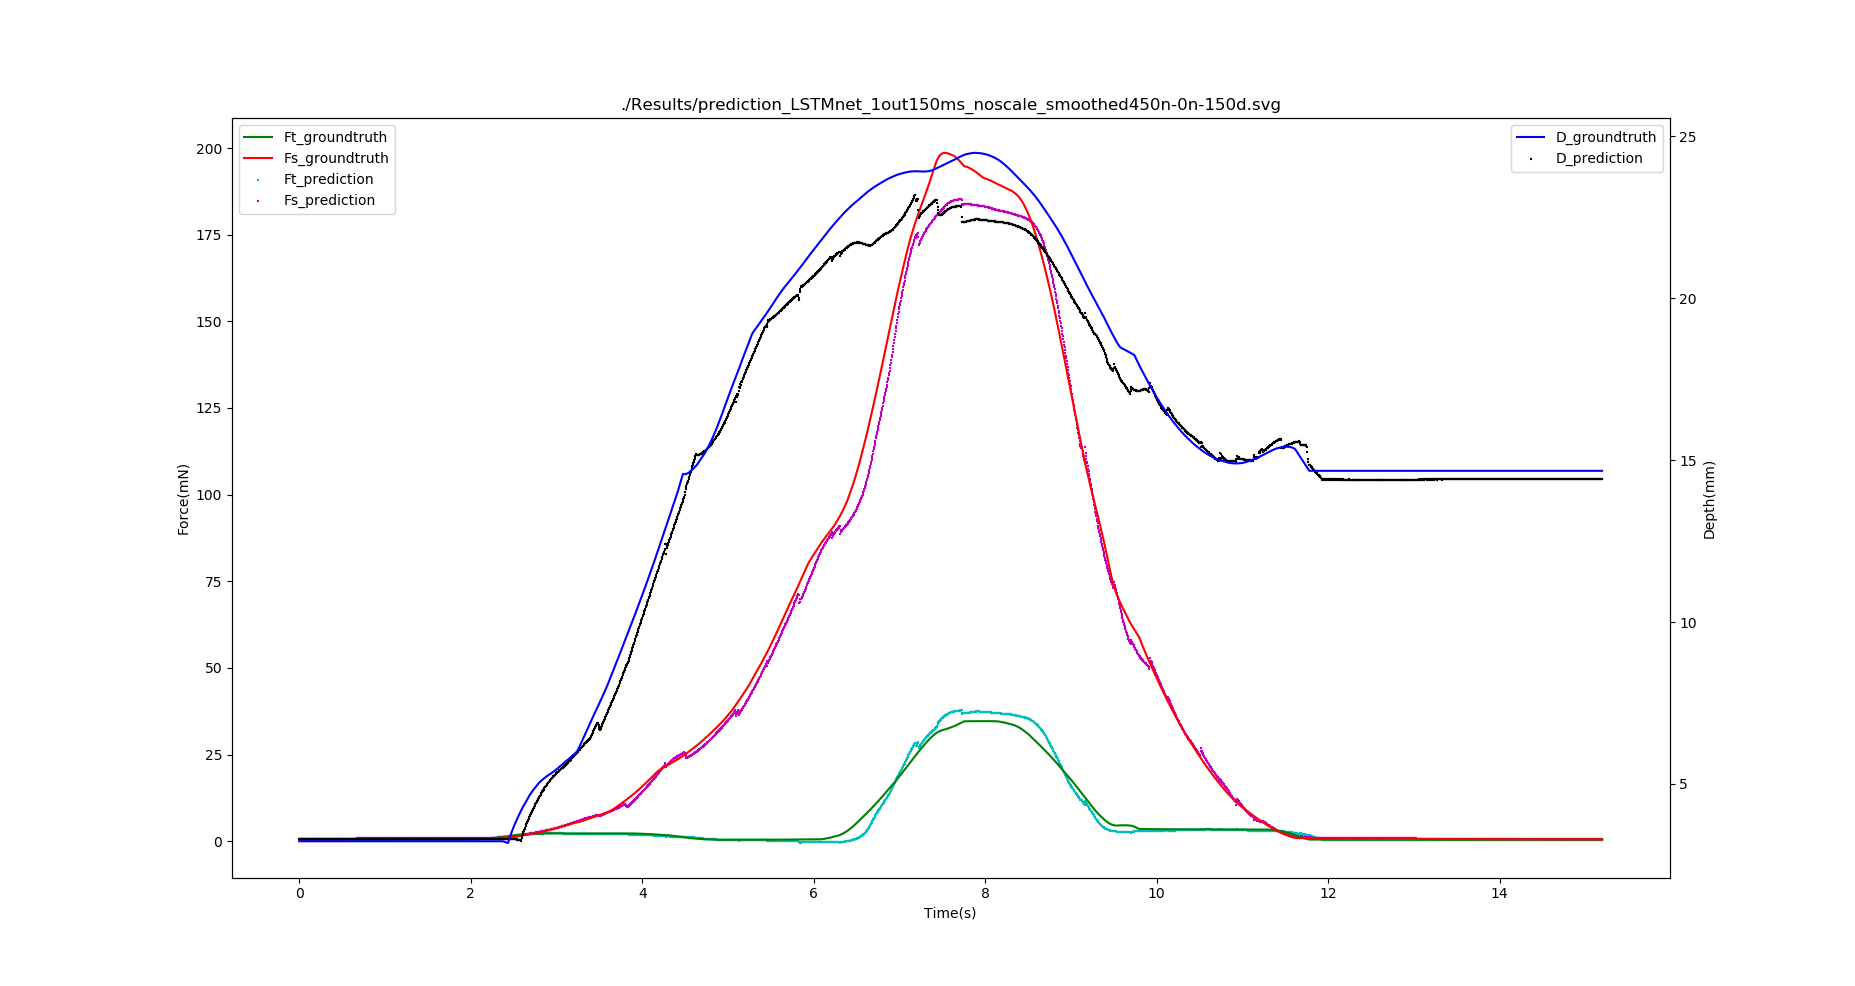 ./Results/prediction_LSTMnet_1out150ms_noscale_smoothed450n-0n-150d.svg
Ft_groundtruth
Fs_groundtruth
Ft_prediction
Fs_prediction
D_groundtruth
D_prediction
200
175
150
125
100
75
50
25
0
Force(mN)
25
20
15
10
5
Depth(mm)
0 2 4 6 8 10 12 14
Time(s)